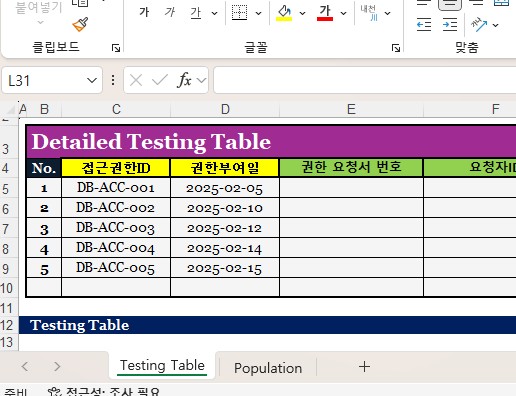 붙여넣기
가 가 가 가 내천
클립보드 글꼴 맞춤
L31 fx
A B C D E F
3 Detailed Testing Table
4 No. 접근권한ID 권한부여일 권한 요청서 번호 요청자ID
5 1 DB-ACC-001 2025-02-05
6 2 DB-ACC-002 2025-02-10
7 3 DB-ACC-003 2025-02-12
8 4 DB-ACC-004 2025-02-14
9 5 DB-ACC-005 2025-02-15
10
11
12 Testing Table
13
Testing Table Population +
준비 접근성: 조사 필요